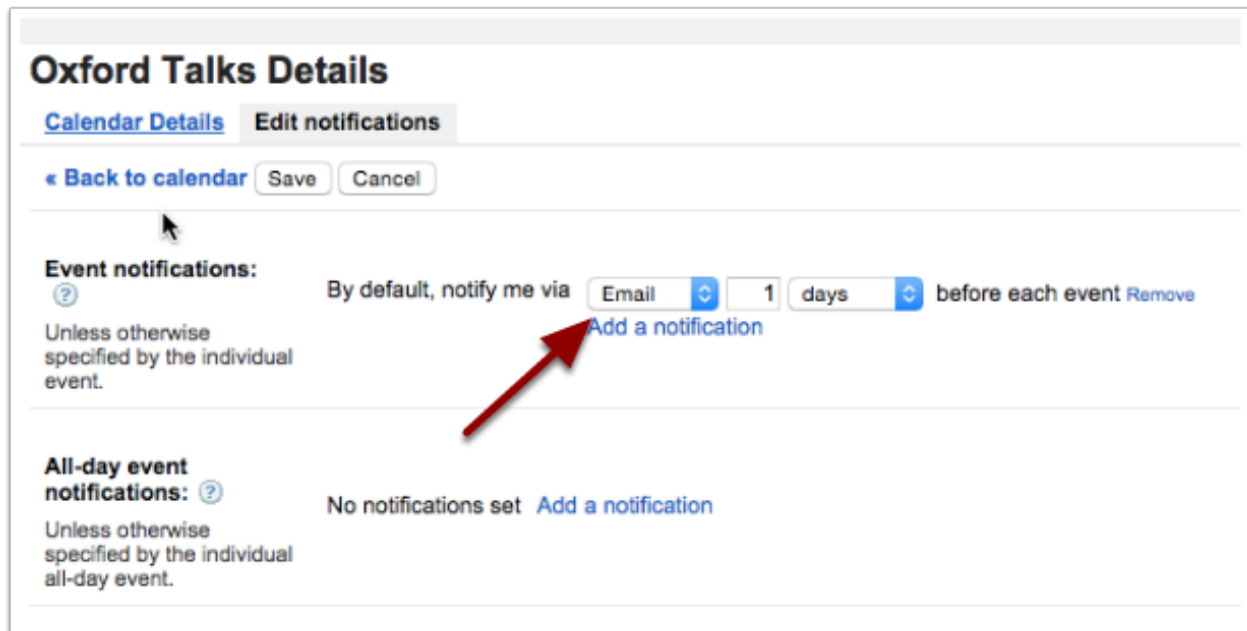 Oxford Talks Details
Calendar Details Edit notifications
« Back to calendar Save Cancel
Event notifications:
?
Unless otherwise
specified by the individual
event.
By default, notify me via Email 1 days before each event Remove
Add a notification
All-day event
notifications: ?
Unless otherwise
specified by the individual
all-day event.
No notifications set Add a notification